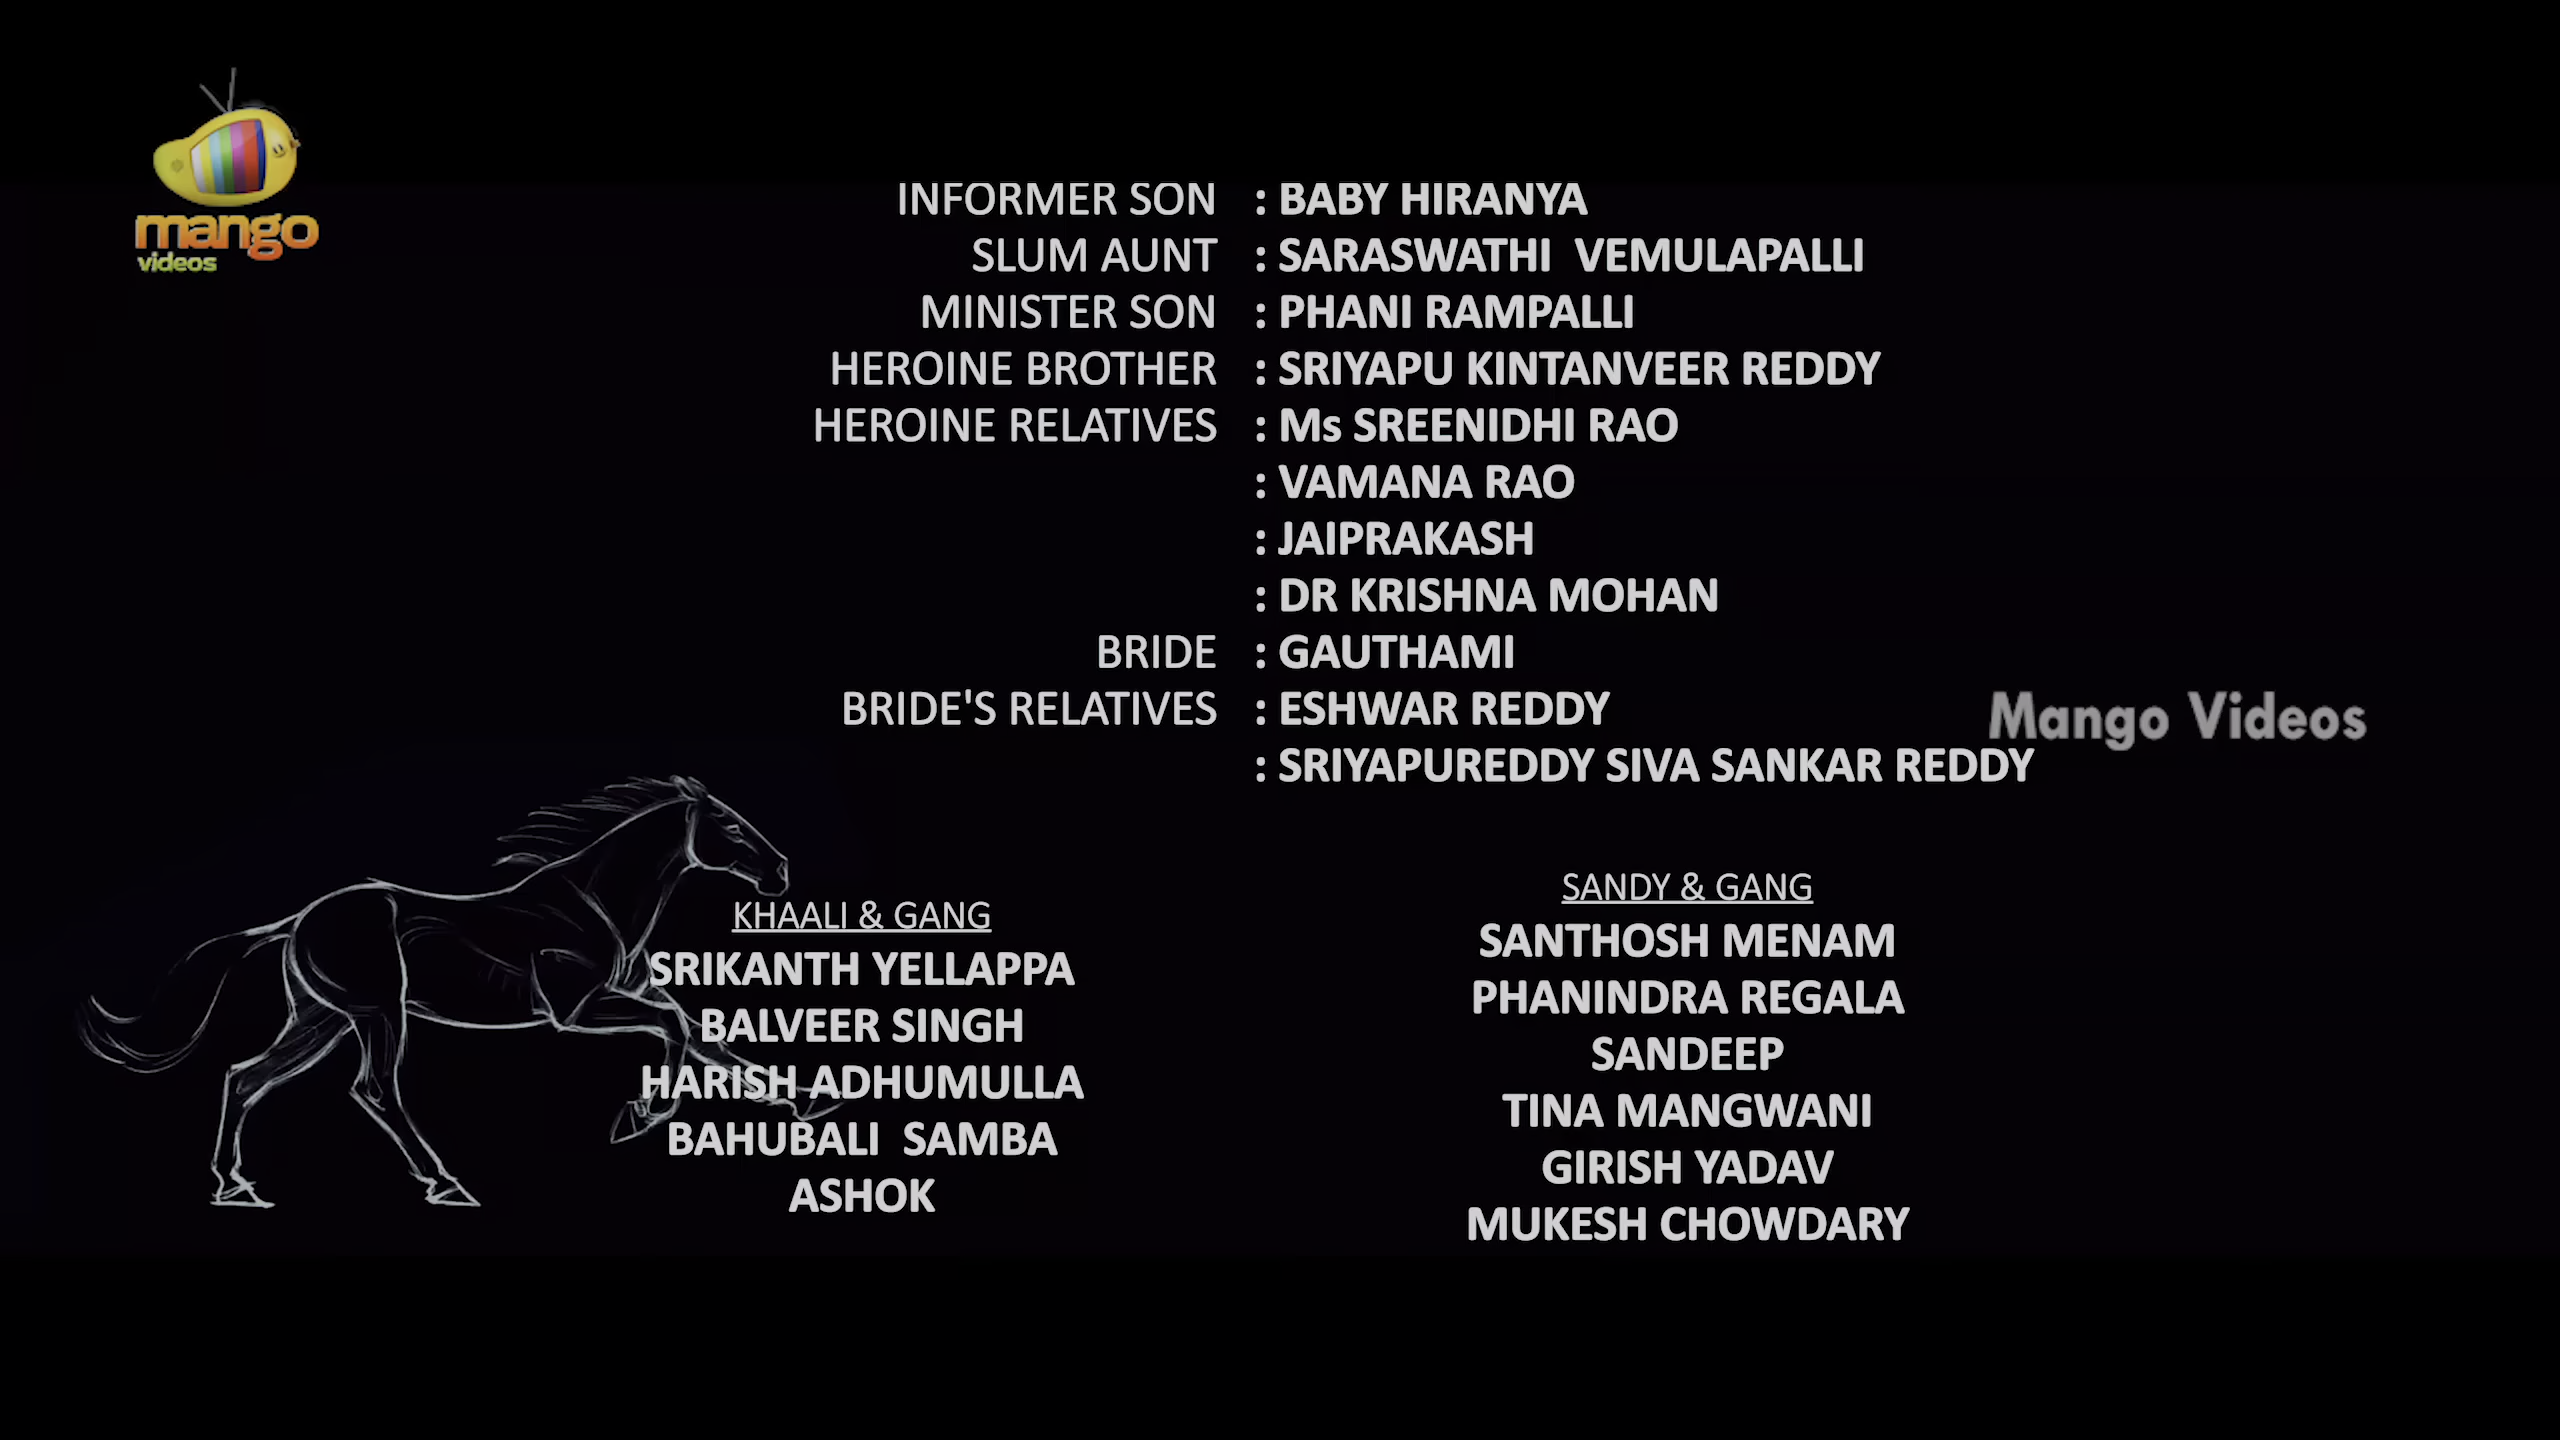 mango
videos
INFORMER SON : BABY HIRANYA
SLUM AUNT : SARASWATHI VEMULAPALLI
MINISTER SON : PHANI RAMPALLI
HEROINE BROTHER : SRIYAPU KINTANVEER REDDY
HEROINE RELATIVES : Ms SREENIDHI RAO
: VAMANA RAO
: JAIPRAKASH
: DR KRISHNA MOHAN
BRIDE : GAUTHAMI
BRIDE'S RELATIVES : ESHWAR REDDY
Mango Videos
: SRIYAPUREDDY SIVA SANKAR REDDY
KHAALI & GANG
SRIKANTH YELLAPPA
BALVEER SINGH
HARISH ADHUMULLA
BAHUBALI SAMBA
ASHOK
SANDY & GANG
SANTHOSH MENAM
PHANINDRA REGALA
SANDEEP
TINA MANGWANI
GIRISH YADAV
MUKESH CHOWDARY